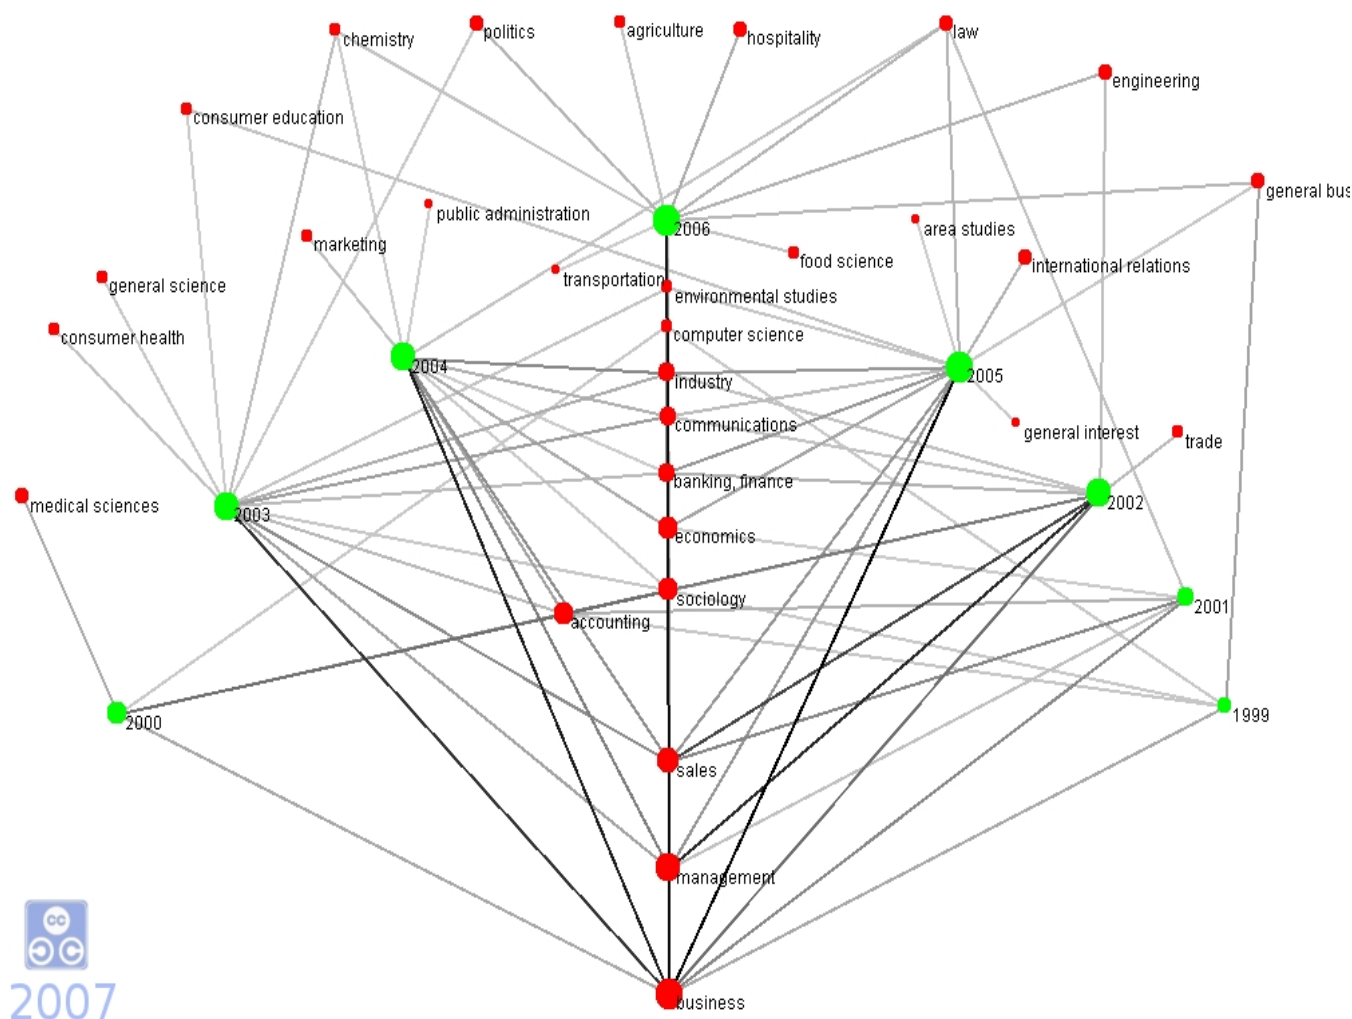 chemistry
politics
agriculture
hospitality
law
engineering
consumer education
general bus
public administration
marketing
2006
area studies
food science
international relations
transportation
general science
environmental studies
consumer health
computer science
2004
industry
2005
communications
general interest
trade
banking, finance
medical sciences
2003
2002
economics
sociology
2001
accounting
2000
1999
sales
management
business
cc
2007